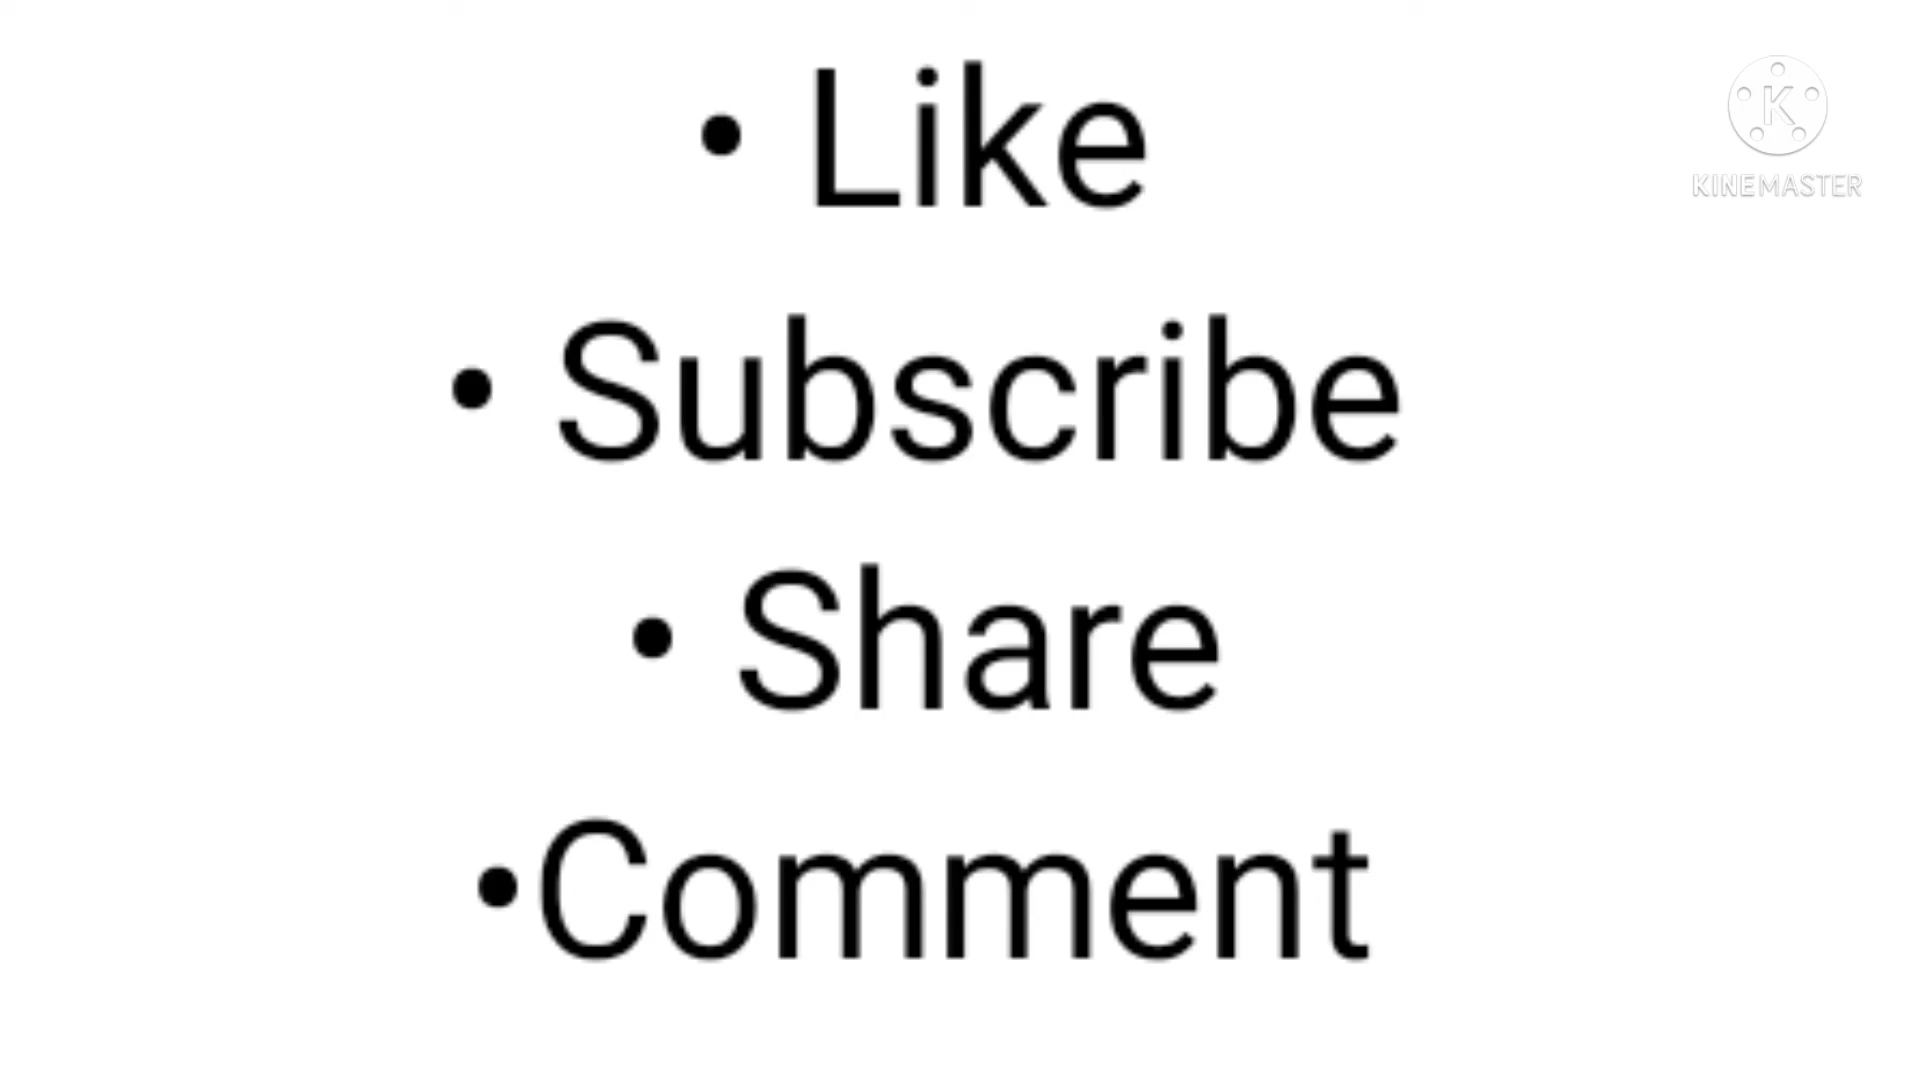 • Like
K
KINEMASTER
• Subscribe
• Share
•Comment